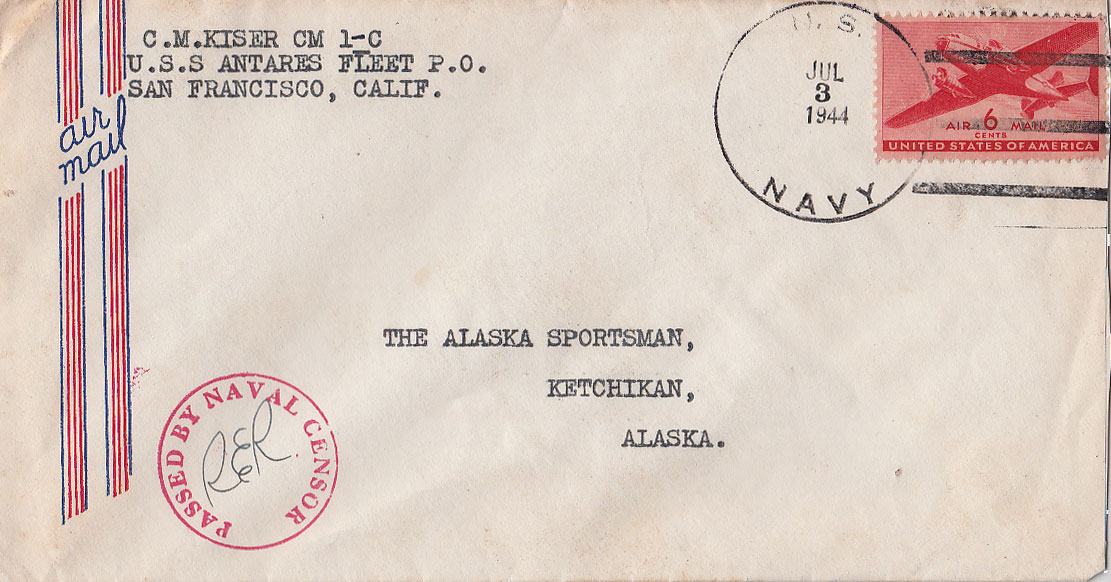 C.M.KISER CM 1-C
U.S.S ANTARES FLEET P.O.
SAN FRANCISCO, CALIF.
air
mail
U. S.
JUL
3
1944
NAVY
AIR 6 MAIL
CENTS
UNITED STATES OF AMERICA
THE ALASKA SPORTSMAN,
KETCHIKAN,
ALASKA.
PASSED BY NAVAL CENSOR
RER.